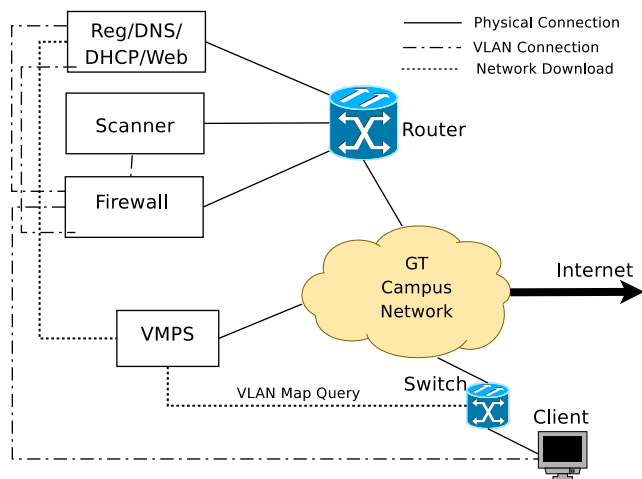 Reg/DNS/
DHCP/Web
Physical Connection
VLAN Connection
Network Download
Scanner
Router
Firewall
GT
Campus
Network
Internet
VMPS
Switch
VLAN Map Query
Client